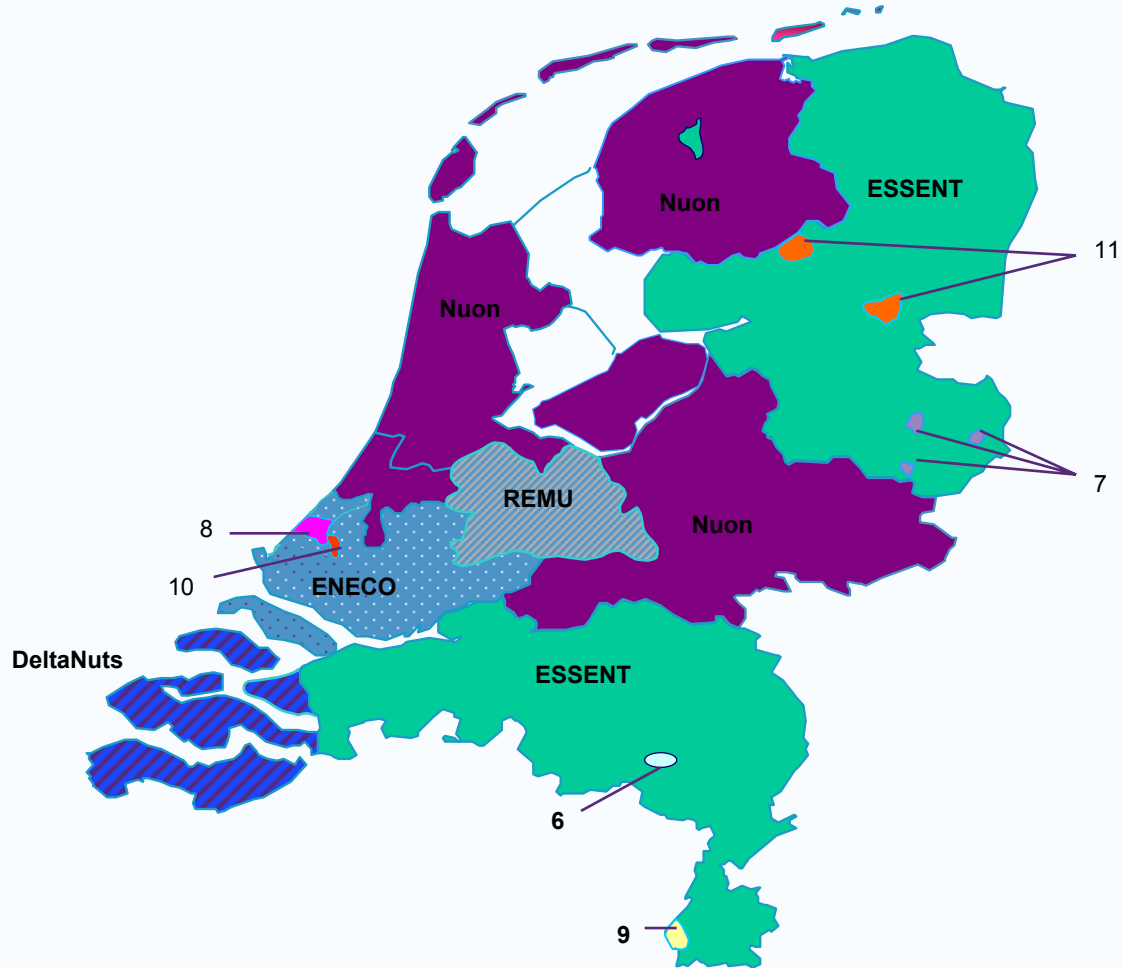 ESSENT
Nuon
11
Nuon
7
REMU
Nuon
8
10
ENECO
DeltaNuts
ESSENT
6
9